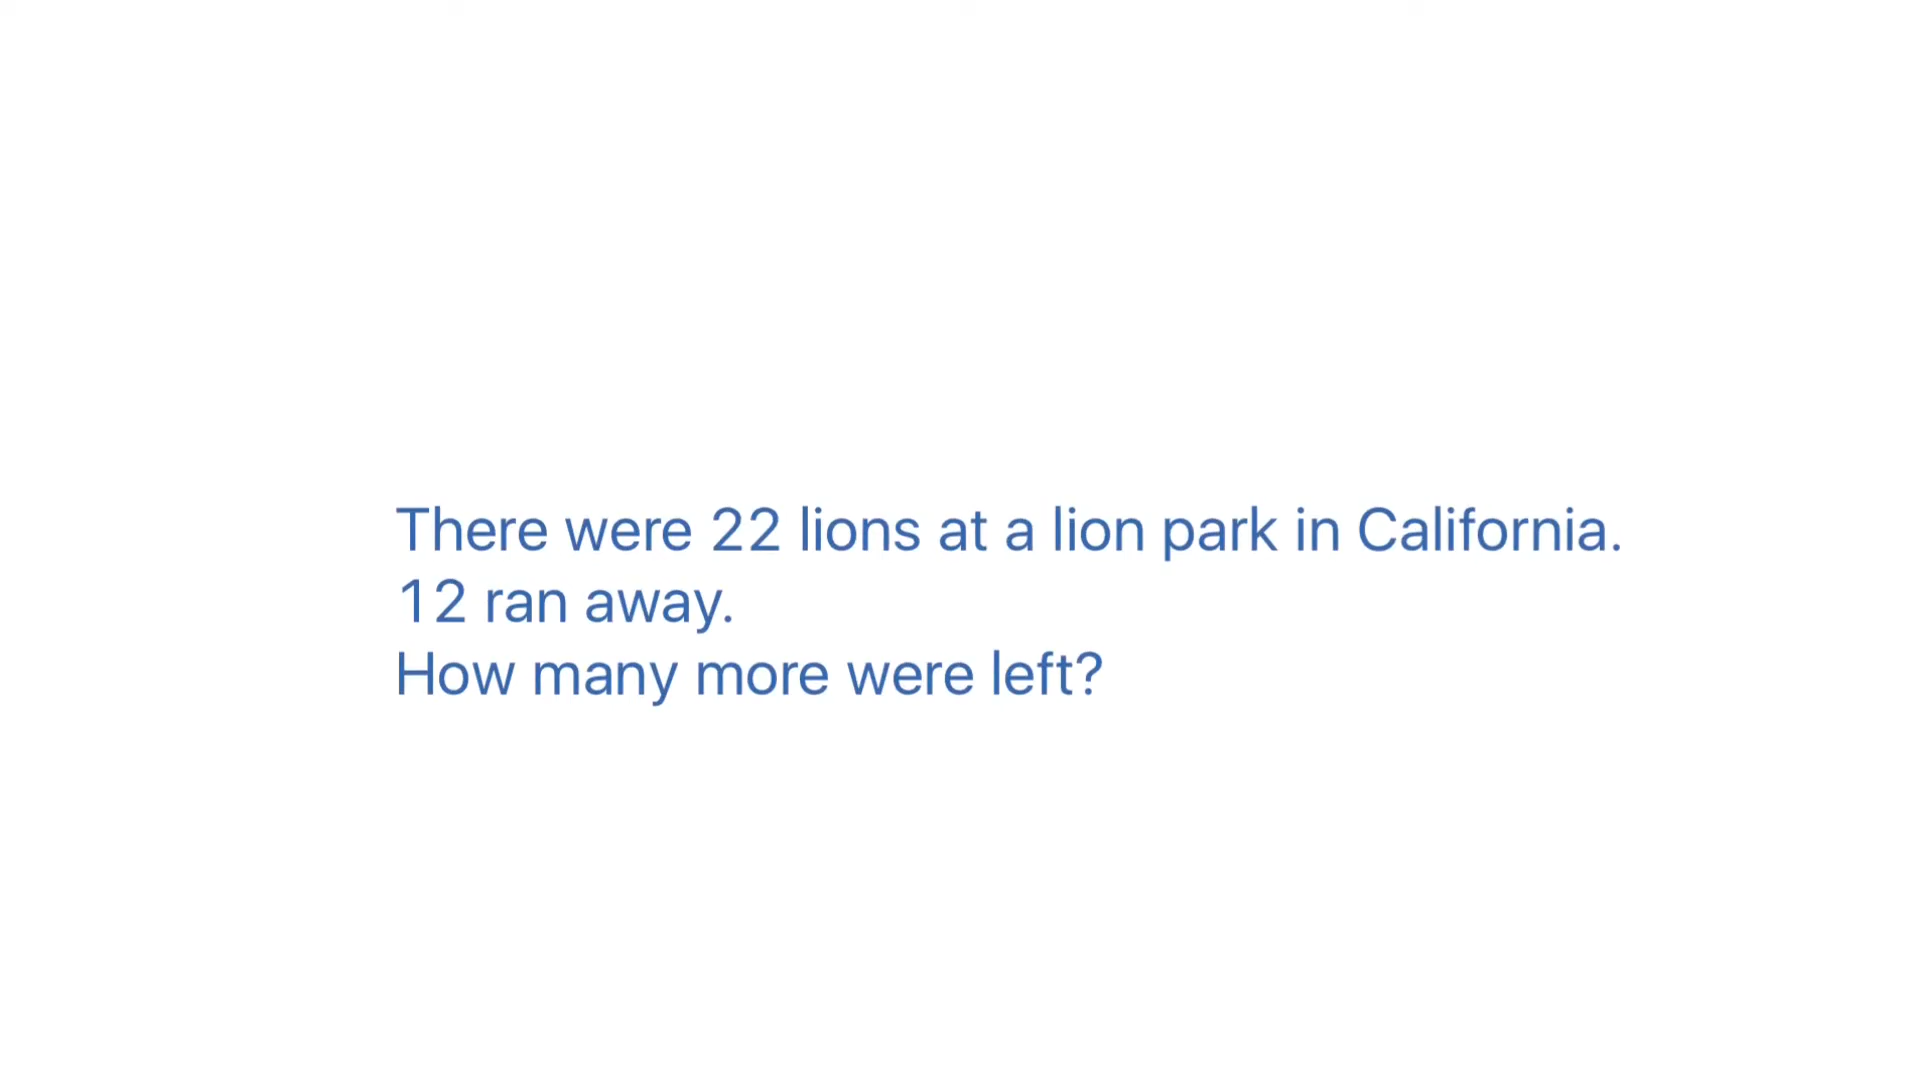 There were 22 lions at a lion park in California.
12 ran away.
How many more were left?